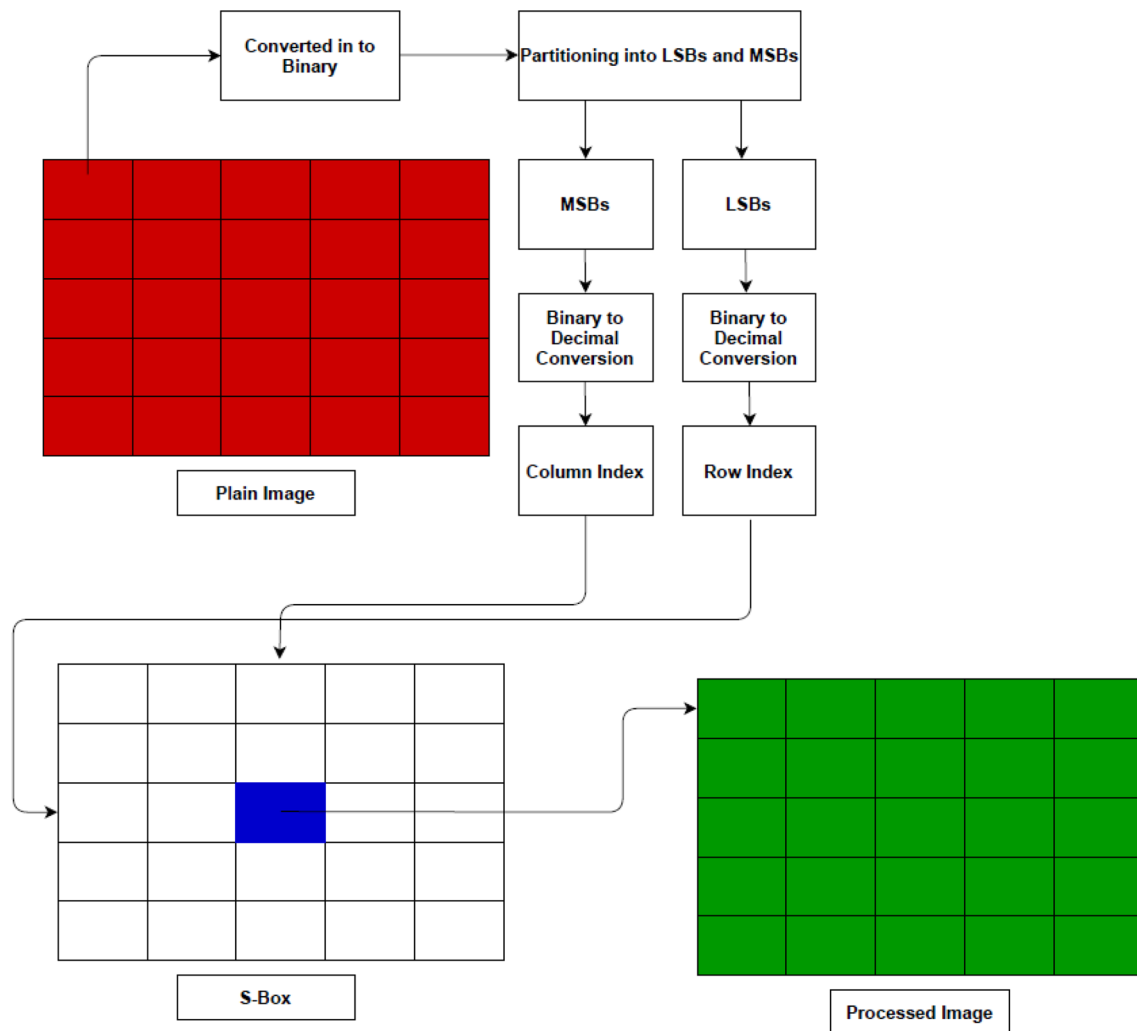 Converted in to
Binary
Partitioning into LSBs and MSBs
MSBs
LSBs
Binary to
Decimal
Conversion
Binary to
Decimal
Conversion
Column Index
Row Index
Plain Image
S-Box
Processed Image